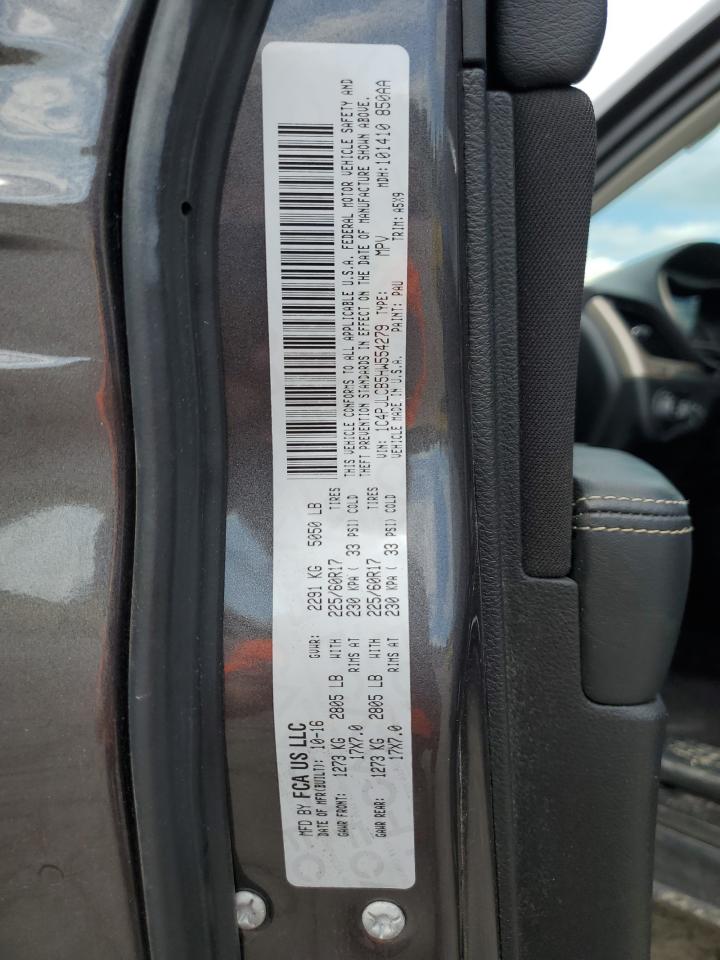 MFD BY FCA US LLC
DATE OF MFR(BUILT): 10-16 GVWR: 2291 KG 5050 LB
GAWR FRONT: 1273 KG 2805 LB WITH 225/60R17 TIRES
17X7.0 RIMS AT 230 KPA ( 33 PSI) COLD
GAWR REAR: 1273 KG 2805 LB WITH 225/60R17 TIRES
17X7.0 RIMS AT 230 KPA ( 33 PSI) COLD
THIS VEHICLE CONFORMS TO ALL APPLICABLE U.S.A. FEDERAL MOTOR VEHICLE SAFETY AND
THEFT PREVENTION STANDARDS IN EFFECT ON THE DATE OF MANUFACTURE SHOWN ABOVE.
VIN: 1C4PJLCB5HW554279 TYPE: MPV MDH:101410 850AA
VEHICLE MADE IN U.S.A. PAINT: PAU TRIM: A5X9